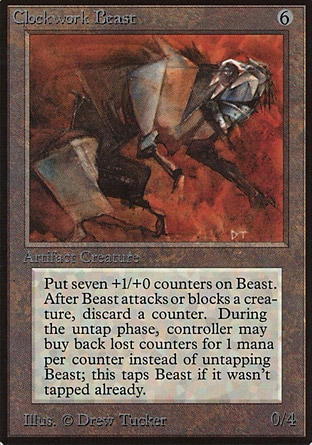 Clockwork Beast 6
DT
Artifact Creature
Put seven +1/+0 counters on Beast.
After Beast attacks or blocks a crea-
ture, discard a counter. During
the untap phase, controller may
buy back lost counters for 1 mana
per counter instead of untapping
Beast; this taps Beast if it wasn't
tapped already.
Illus. © Drew Tucker 0/4